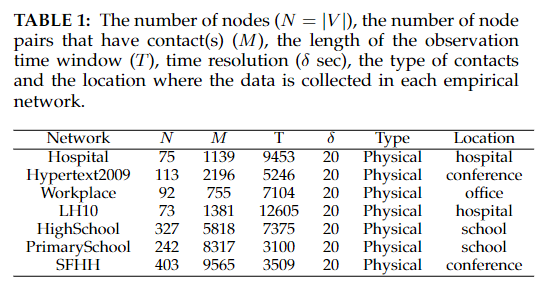 TABLE 1: The number of nodes (N = |V|), the number of node
pairs that have contact(s) (M), the length of the observation
time window (T), time resolution (δ sec), the type of contacts
and the location where the data is collected in each empirical
network.
Network N M T δ Type Location
Hospital 75 1139 9453 20 Physical hospital
Hypertext2009 113 2196 5246 20 Physical conference
Workplace 92 755 7104 20 Physical office
LH10 73 1381 12605 20 Physical hospital
HighSchool 327 5818 7375 20 Physical school
PrimarySchool 242 8317 3100 20 Physical school
SFHH 403 9565 3509 20 Physical conference